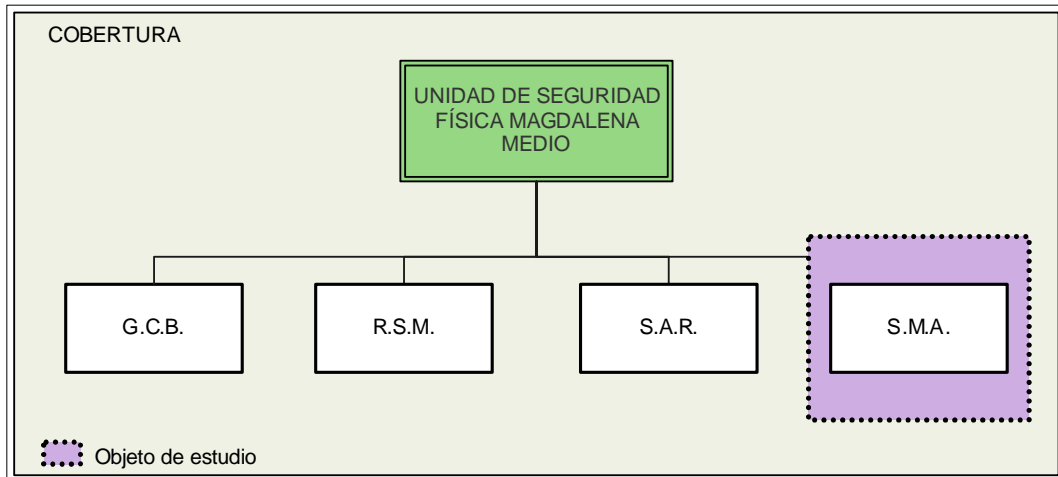 COBERTURA
UNIDAD DE SEGURIDAD
FÍSICA MAGDALENA
MEDIO
G.C.B.
R.S.M.
S.A.R.
S.M.A.
Objeto de estudio